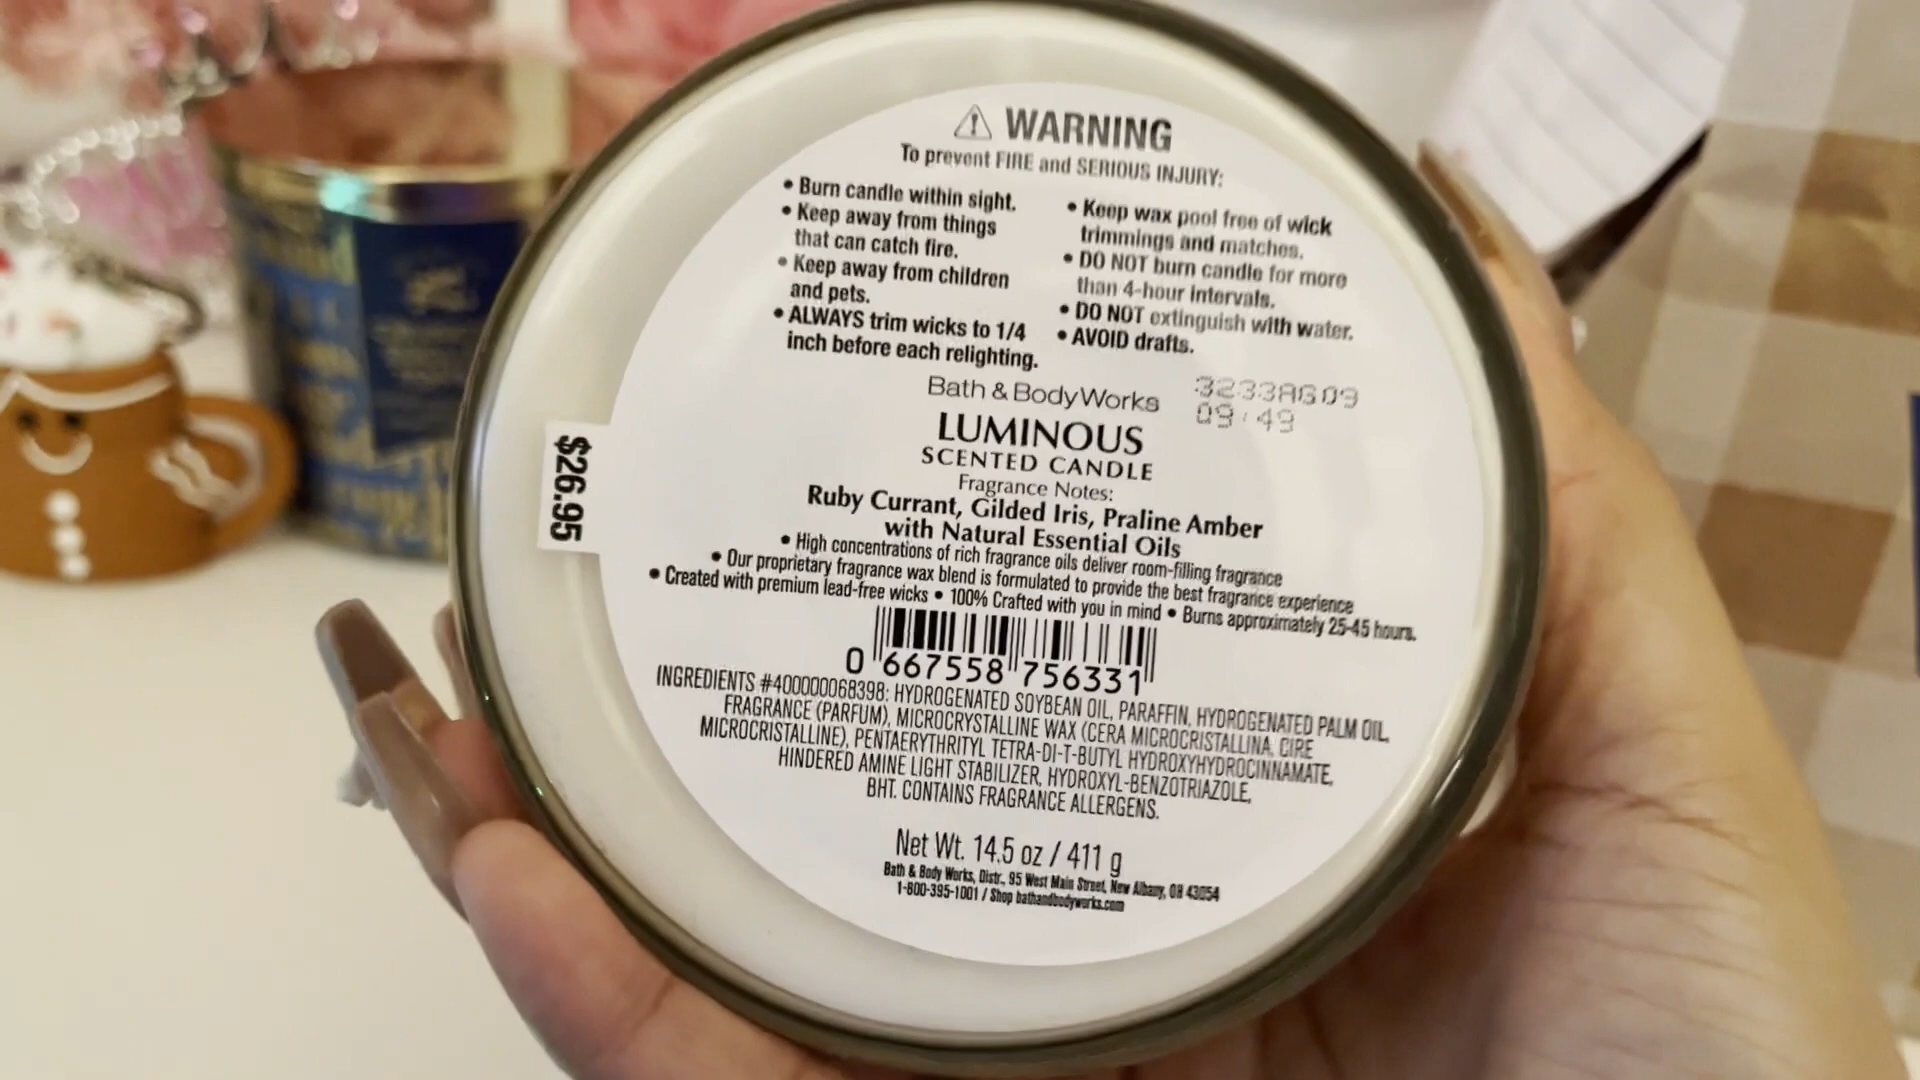 WARNING
To prevent FIRE and SERIOUS INJURY:
• Burn candle within sight.
• Keep away from things
that can catch fire.
• Keep away from children
and pets.
• ALWAYS trim wicks to 1/4
inch before each relighting.
• Keep wax pool free of wick
trimmings and matches.
• DO NOT burn candle for more
than 4-hour intervals.
• DO NOT extinguish with water.
• AVOID drafts.
Bath & Body Works
3233AG09
09:49
LUMINOUS
SCENTED CANDLE
Fragrance Notes:
Ruby Currant, Gilded Iris, Praline Amber
with Natural Essential Oils
• High concentrations of rich fragrance oils deliver room-filling fragrance
• Our proprietary fragrance wax blend is formulated to provide the best fragrance experience
• Created with premium lead-free wicks • 100% Crafted with you in mind • Burns approximately 25-45 hours.
$26.95
0 667558 756331
INGREDIENTS #400000068398: HYDROGENATED SOYBEAN OIL, PARAFFIN, HYDROGENATED PALM OIL,
FRAGRANCE (PARFUM), MICROCRYSTALLINE WAX (CERA MICROCRISTALLINA, CIRE
MICROCRISTALLINE), PENTAERYTHRITYL TETRA-DI-T-BUTYL HYDROXYHYDROCINNAMATE,
HINDERED AMINE LIGHT STABILIZER, HYDROXYL-BENZOTRIAZOLE,
BHT. CONTAINS FRAGRANCE ALLERGENS.
Net Wt. 14.5 oz / 411 g
Bath & Body Works, Distr., 95 West Main Street, New Albany, OH 43054
1-800-395-1001 / Shop bathandbodyworks.com